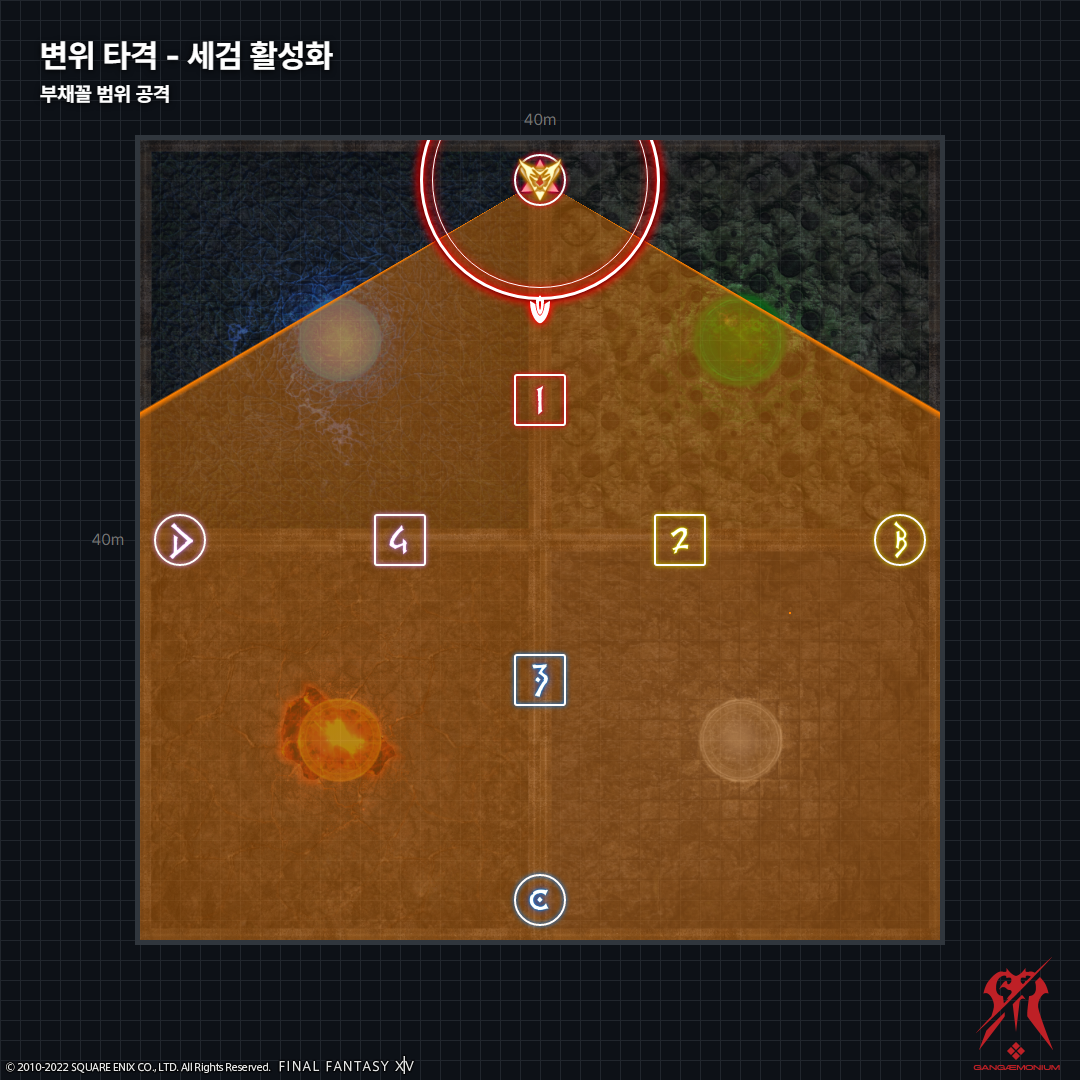 변위 타격 - 세검 활성화
부채꼴 범위 공격
40m
1
40m
D
4
2
B
3
C
© 2010-2022 SQUARE ENIX CO., LTD. All Rights Reserved. FINAL FANTASY XIV
GANGÆMONIUM